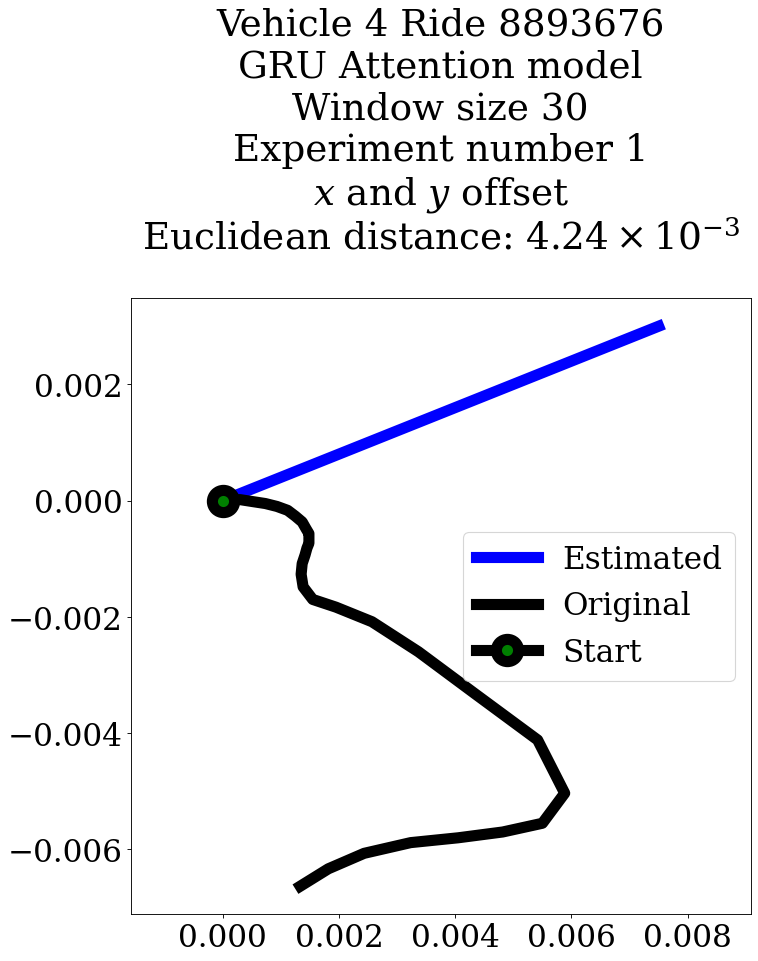 Vehicle 4 Ride 8893676
GRU Attention model
Window size 30
Experiment number 1
x and y offset
Euclidean distance: 4.24 × 10⁻³
0.002
0.000
−0.002
−0.004
−0.006
Estimated
Original
Start
0.000 0.002 0.004 0.006 0.008